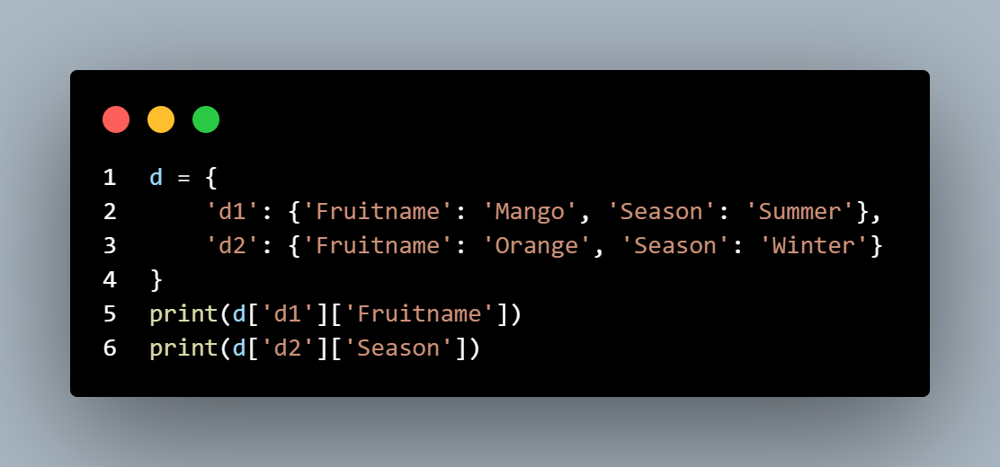 1 d = {
2     'd1': {'Fruitname': 'Mango', 'Season': 'Summer'},
3     'd2': {'Fruitname': 'Orange', 'Season': 'Winter'}
4 }
5 print(d['d1']['Fruitname'])
6 print(d['d2']['Season'])